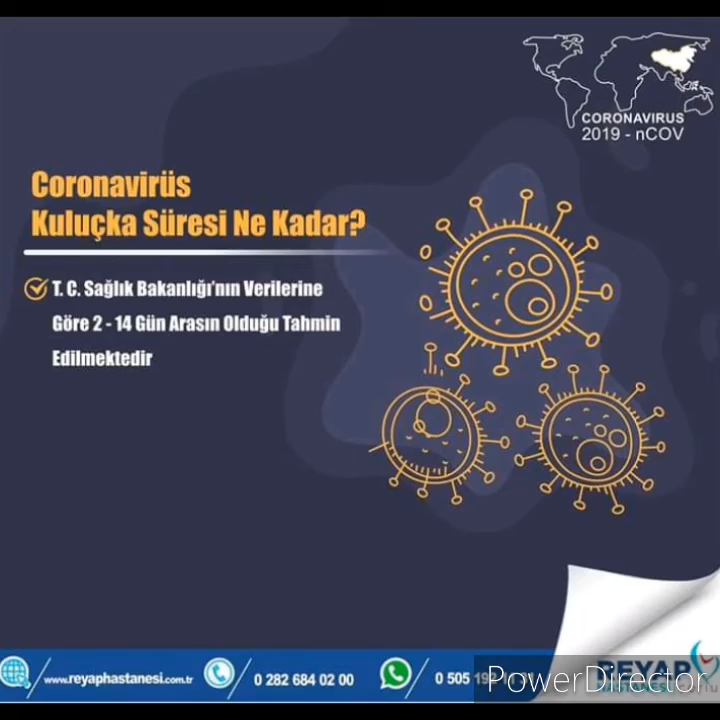 CORONAVIRUS
2019 - nCOV
Coronavirüs
Kuluçka Süresi Ne Kadar?
T. C. Sağlık Bakanlığı'nın Verilerine
Göre 2 - 14 Gün Arasın Olduğu Tahmin
Edilmektedir
www.reyaphastanesi.com.tr
0 282 684 02 00
0 505
REYAP
PowerDirector